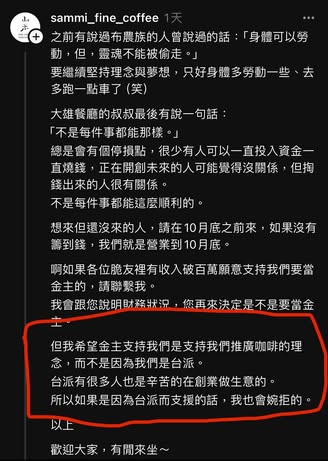 sammi_fine_coffee 1天
之前有說過布農族的人曾說過的話：「身體可以勞
動，但，靈魂不能被偷走。」
要繼續堅持理念與夢想，只好身體多勞動一些、去
多跑一點車了 (笑)
大雄餐廳的叔叔最後有說一句話：
「不是每件事都能那樣。」
總是會有個停損點，很少有人可以一直投入資金一
直燒錢，正在開創未來的人可能覺得沒關係，但掏
錢出來的人很有關係。
不是每件事都能這麼順利的。
想來但還沒來的人，請在10月底之前來，如果沒有
籌到錢，我們就是營業到10月底。
啊如果各位脆友裡有收入破百萬願意支持我們要當
金主的，請聯繫我。
我會跟您說明財務狀況，您再來決定是不是要當金
主。
但我希望金主支持我們是支持我們推廣咖啡的理
念，而不是因為我們是台派。
台派有很多人也是辛苦的在創業做生意的。
所以如果是因為台派而支援的話，我也會婉拒的。
以上
歡迎大家，有閒來坐～